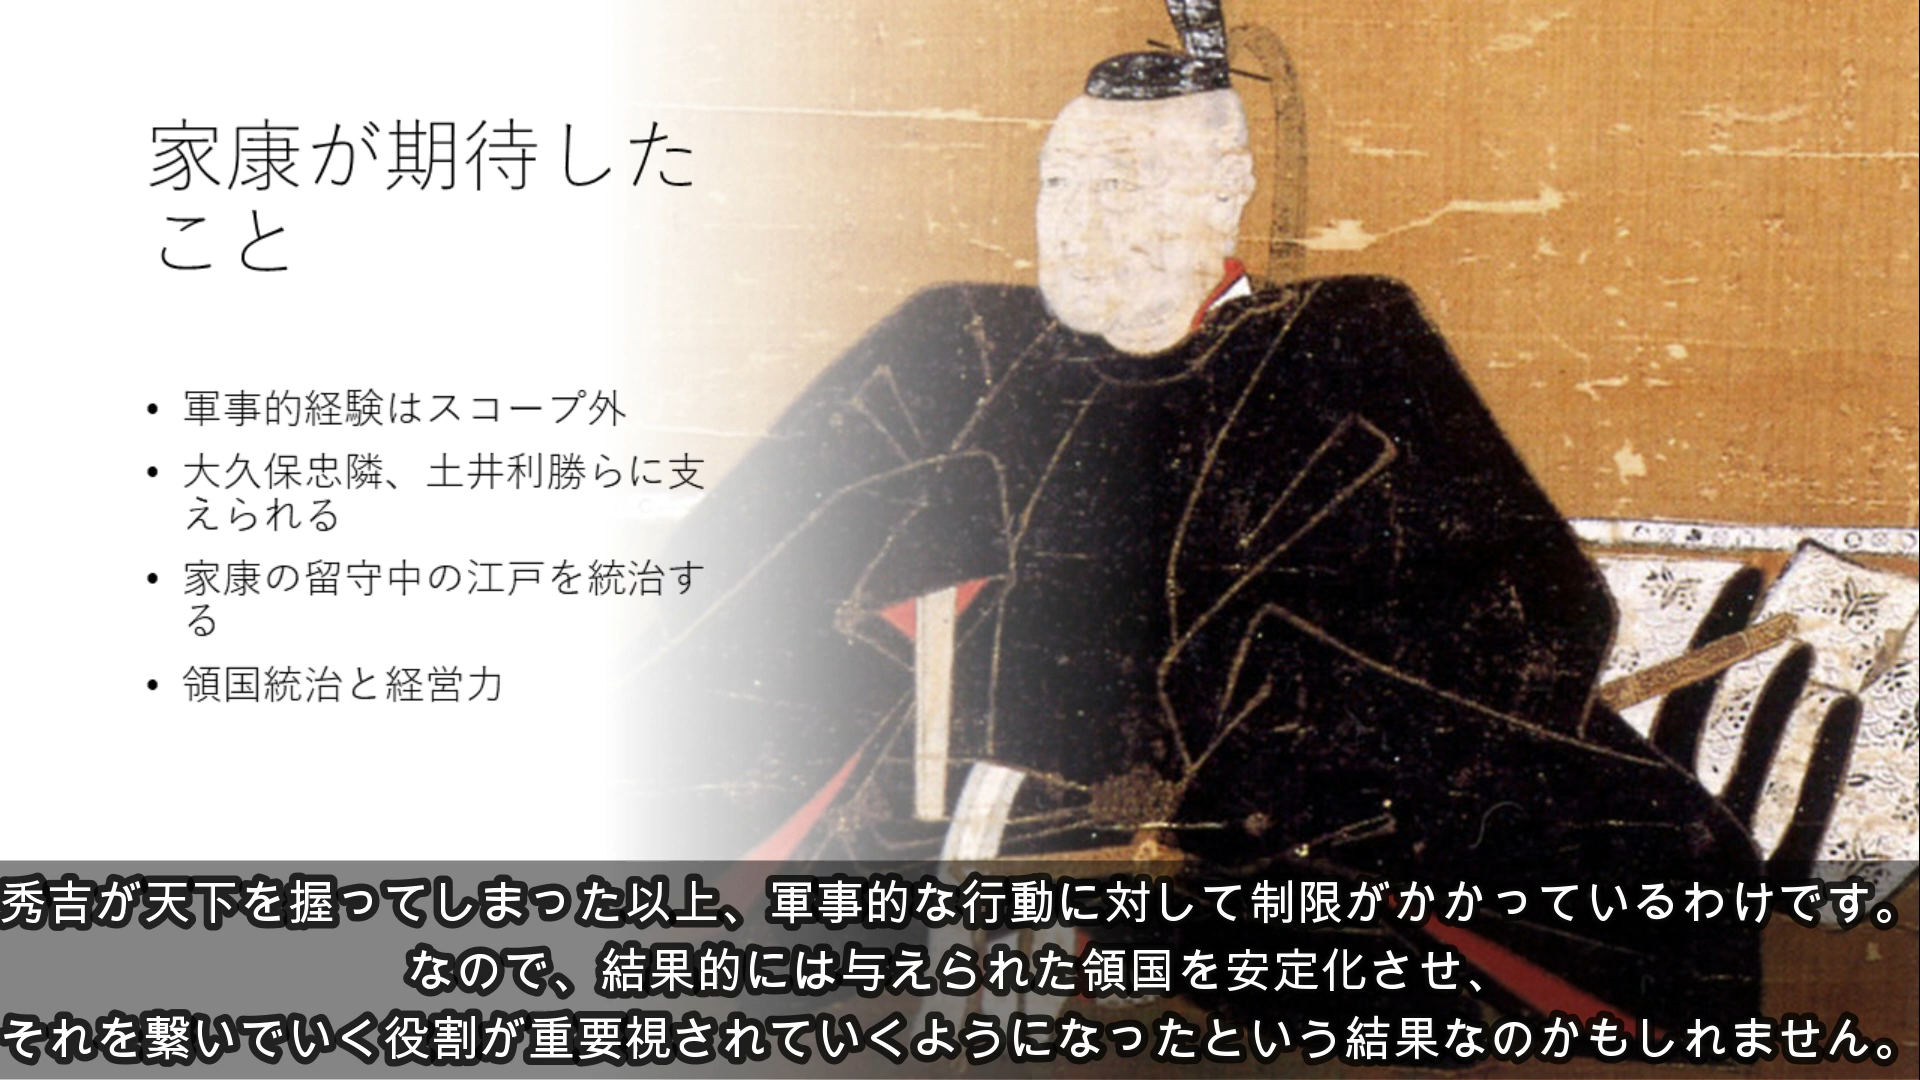 家康が期待した
こと
• 軍事的経験はスコープ外
• 大久保忠隣、土井利勝らに支
えられる
• 家康の留守中の江戸を統治す
る
• 領国統治と経営力
秀吉が天下を握ってしまった以上、軍事的な行動に対して制限がかかっているわけです。
なので、結果的には与えられた領国を安定化させ、
それを繋いでいく役割が重要視されていくようになったという結果なのかもしれません。